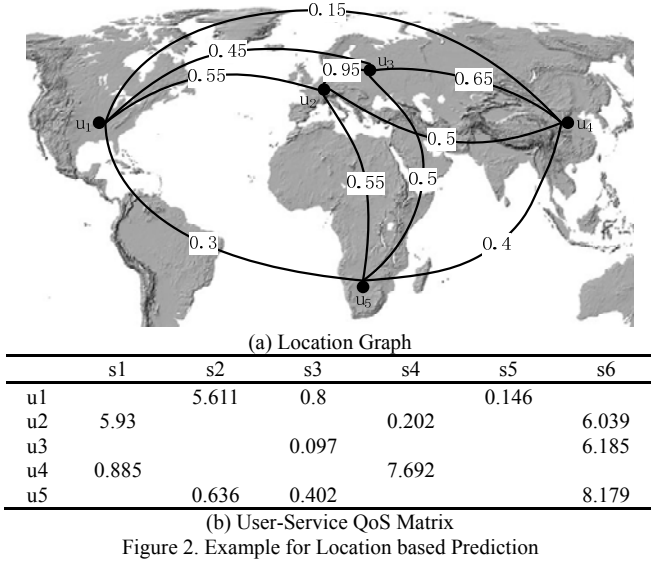 0.15
0.45
0.95
u3
0.55
u2
0.65
u1
u4
0.5
0.55
0.5
0.3
0.4
u5
(a) Location Graph
s1 s2 s3 s4 s5 s6
u1 5.611 0.8 0.146
u2 5.93 0.202 6.039
u3 0.097 6.185
u4 0.885 7.692
u5 0.636 0.402 8.179
(b) User-Service QoS Matrix
Figure 2. Example for Location based Prediction